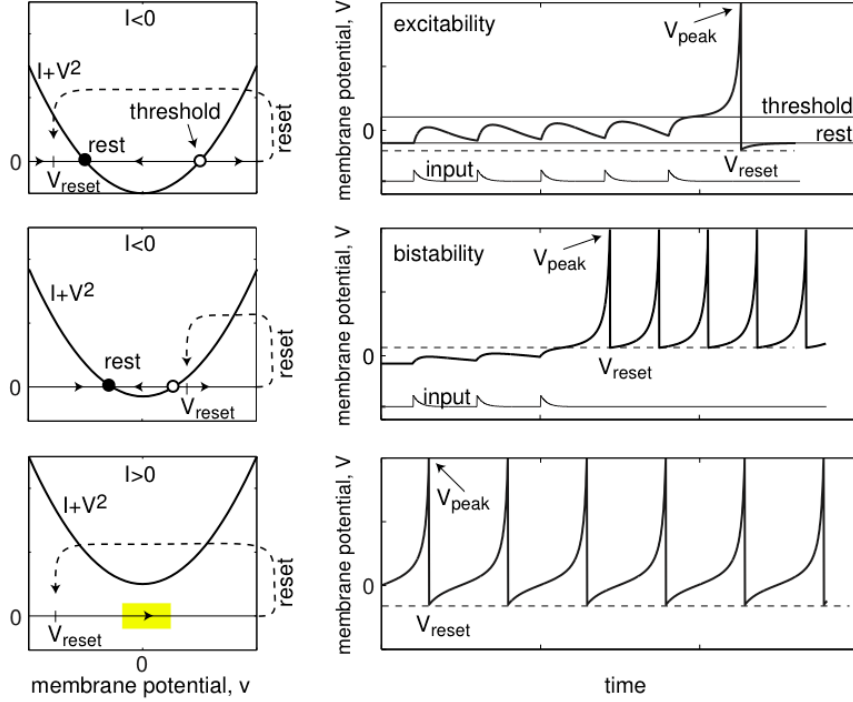 I<0
I+V²
threshold
rest
reset
0
Vreset
membrane potential, V
excitability
Vpeak
threshold
0
rest
Vreset
input
I<0
I+V²
rest
reset
0
Vreset
membrane potential, V
bistability
Vpeak
0
Vreset
input
I>0
I+V²
reset
0
Vreset
0
membrane potential, v
membrane potential, V
Vpeak
0
Vreset
time